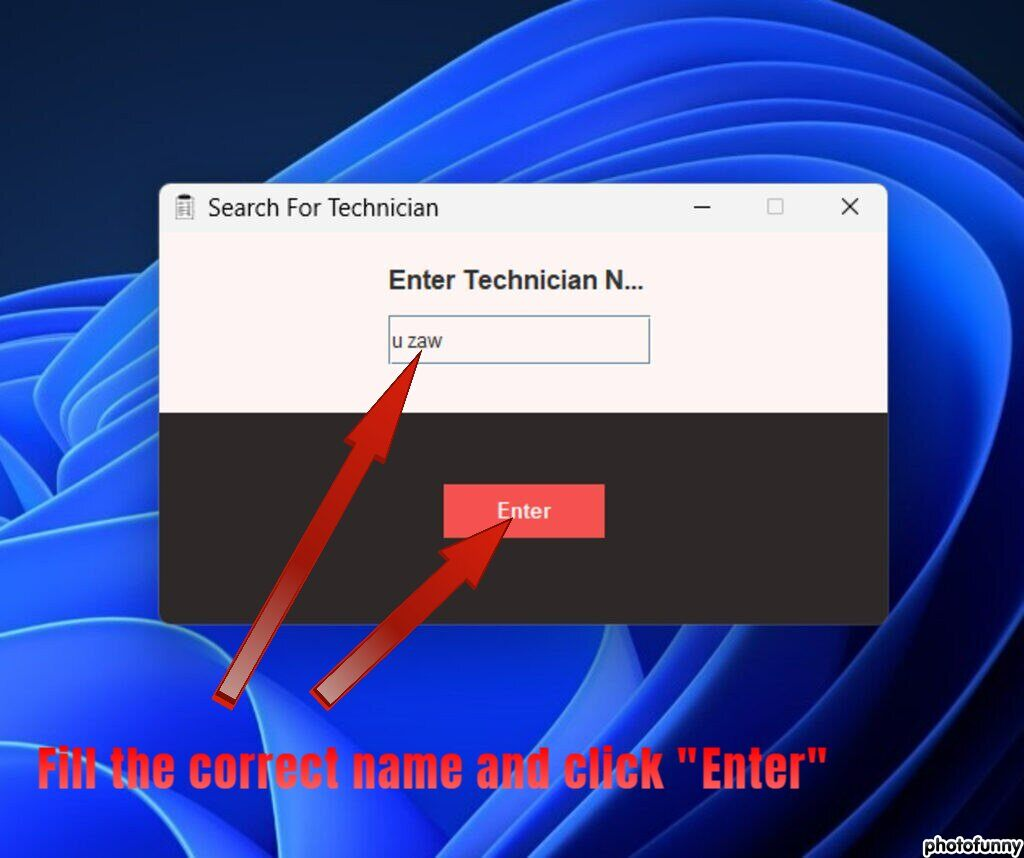 Search For Technician
Enter Technician N...
u zaw
Enter
Fill the correct name and click "Enter"
photofunny